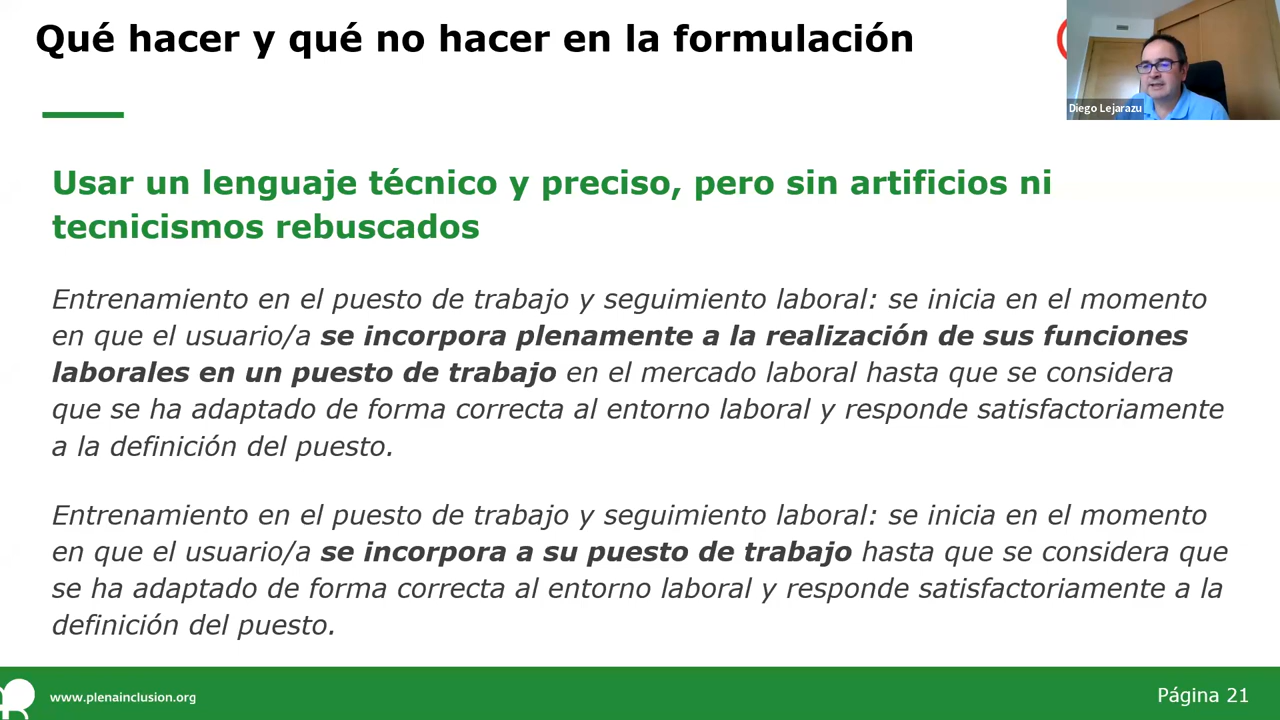 Qué hacer y qué no hacer en la formulación
Diego Lejarazu
Usar un lenguaje técnico y preciso, pero sin artificios ni
tecnicismos rebuscados
Entrenamiento en el puesto de trabajo y seguimiento laboral: se inicia en el momento
en que el usuario/a se incorpora plenamente a la realización de sus funciones
laborales en un puesto de trabajo en el mercado laboral hasta que se considera
que se ha adaptado de forma correcta al entorno laboral y responde satisfactoriamente
a la definición del puesto.
Entrenamiento en el puesto de trabajo y seguimiento laboral: se inicia en el momento
en que el usuario/a se incorpora a su puesto de trabajo hasta que se considera que
se ha adaptado de forma correcta al entorno laboral y responde satisfactoriamente a la
definición del puesto.
www.plenainclusion.org
Página 21